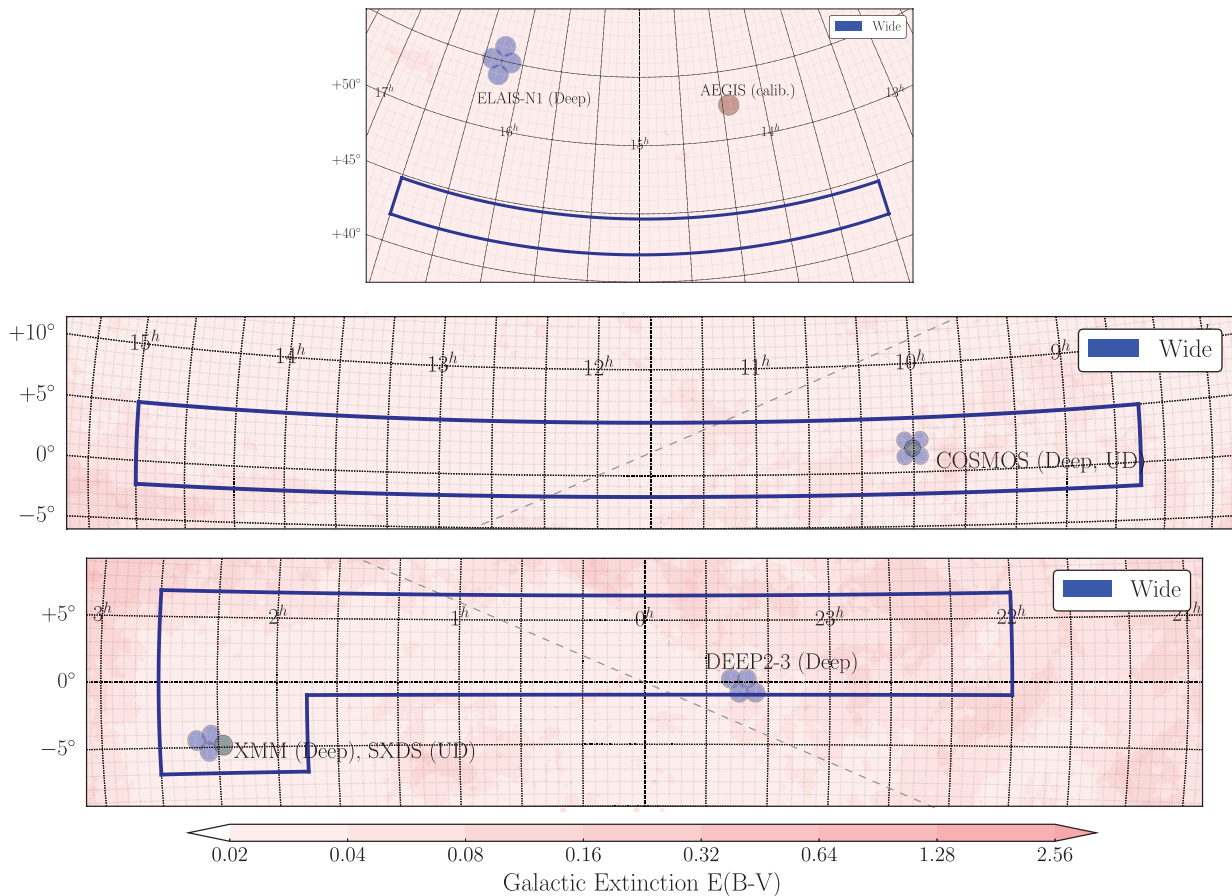 Wide
+50°
17ʰ
13ʰ
ELAIS-N1 (Deep)
AEGIS (calib.)
16ʰ
15ʰ
14ʰ
+45°
+40°
+10°
15ʰ
14ʰ
13ʰ
12ʰ
11ʰ
10ʰ
9ʰ
Wide
+5°
0°
COSMOS (Deep, UD)
−5°
Wide
+5°
3ʰ
2ʰ
1ʰ
0ʰ
23ʰ
22ʰ
21ʰ
DEEP2-3 (Deep)
0°
−5°
XMM (Deep), SXDS (UD)
0.02 0.04 0.08 0.16 0.32 0.64 1.28 2.56
Galactic Extinction E(B-V)